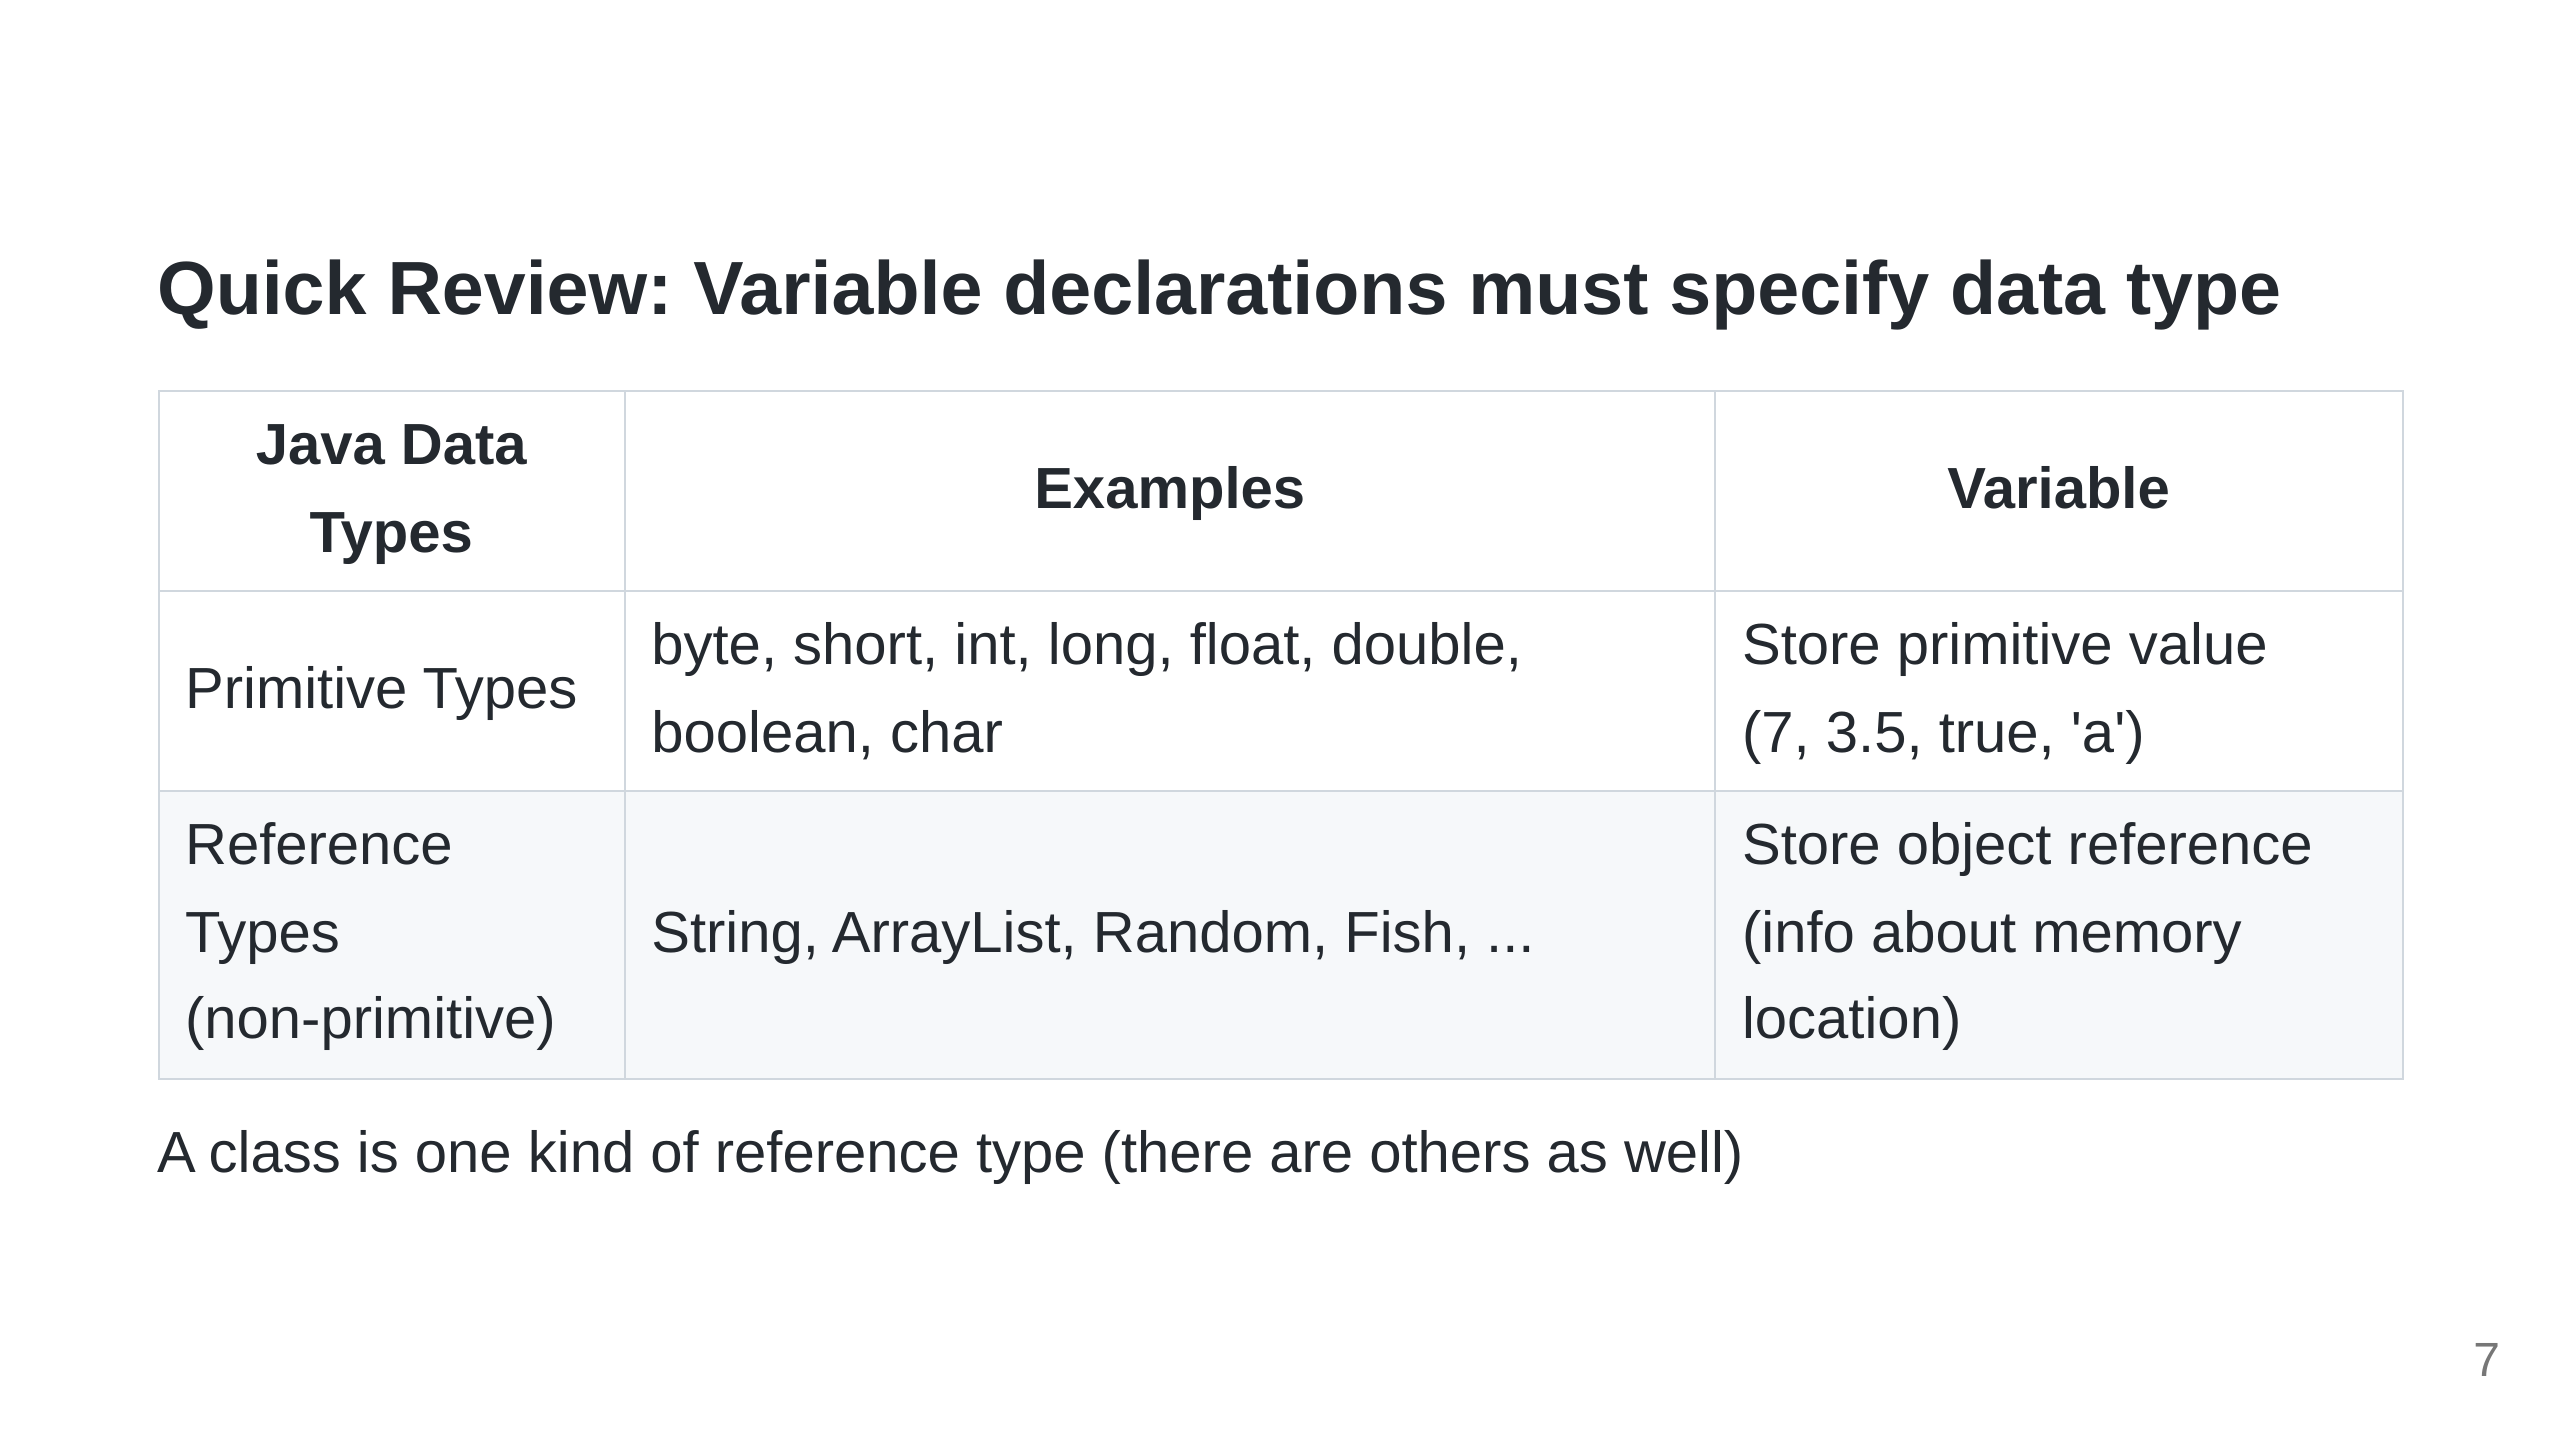 Quick Review: Variable declarations must specify data type
Java Data
Types
Examples
Variable
Primitive Types
byte, short, int, long, float, double,
boolean, char
Store primitive value
(7, 3.5, true, 'a')
Reference
Types
(non-primitive)
String, ArrayList, Random, Fish, ...
Store object reference
(info about memory
location)
A class is one kind of reference type (there are others as well)
7